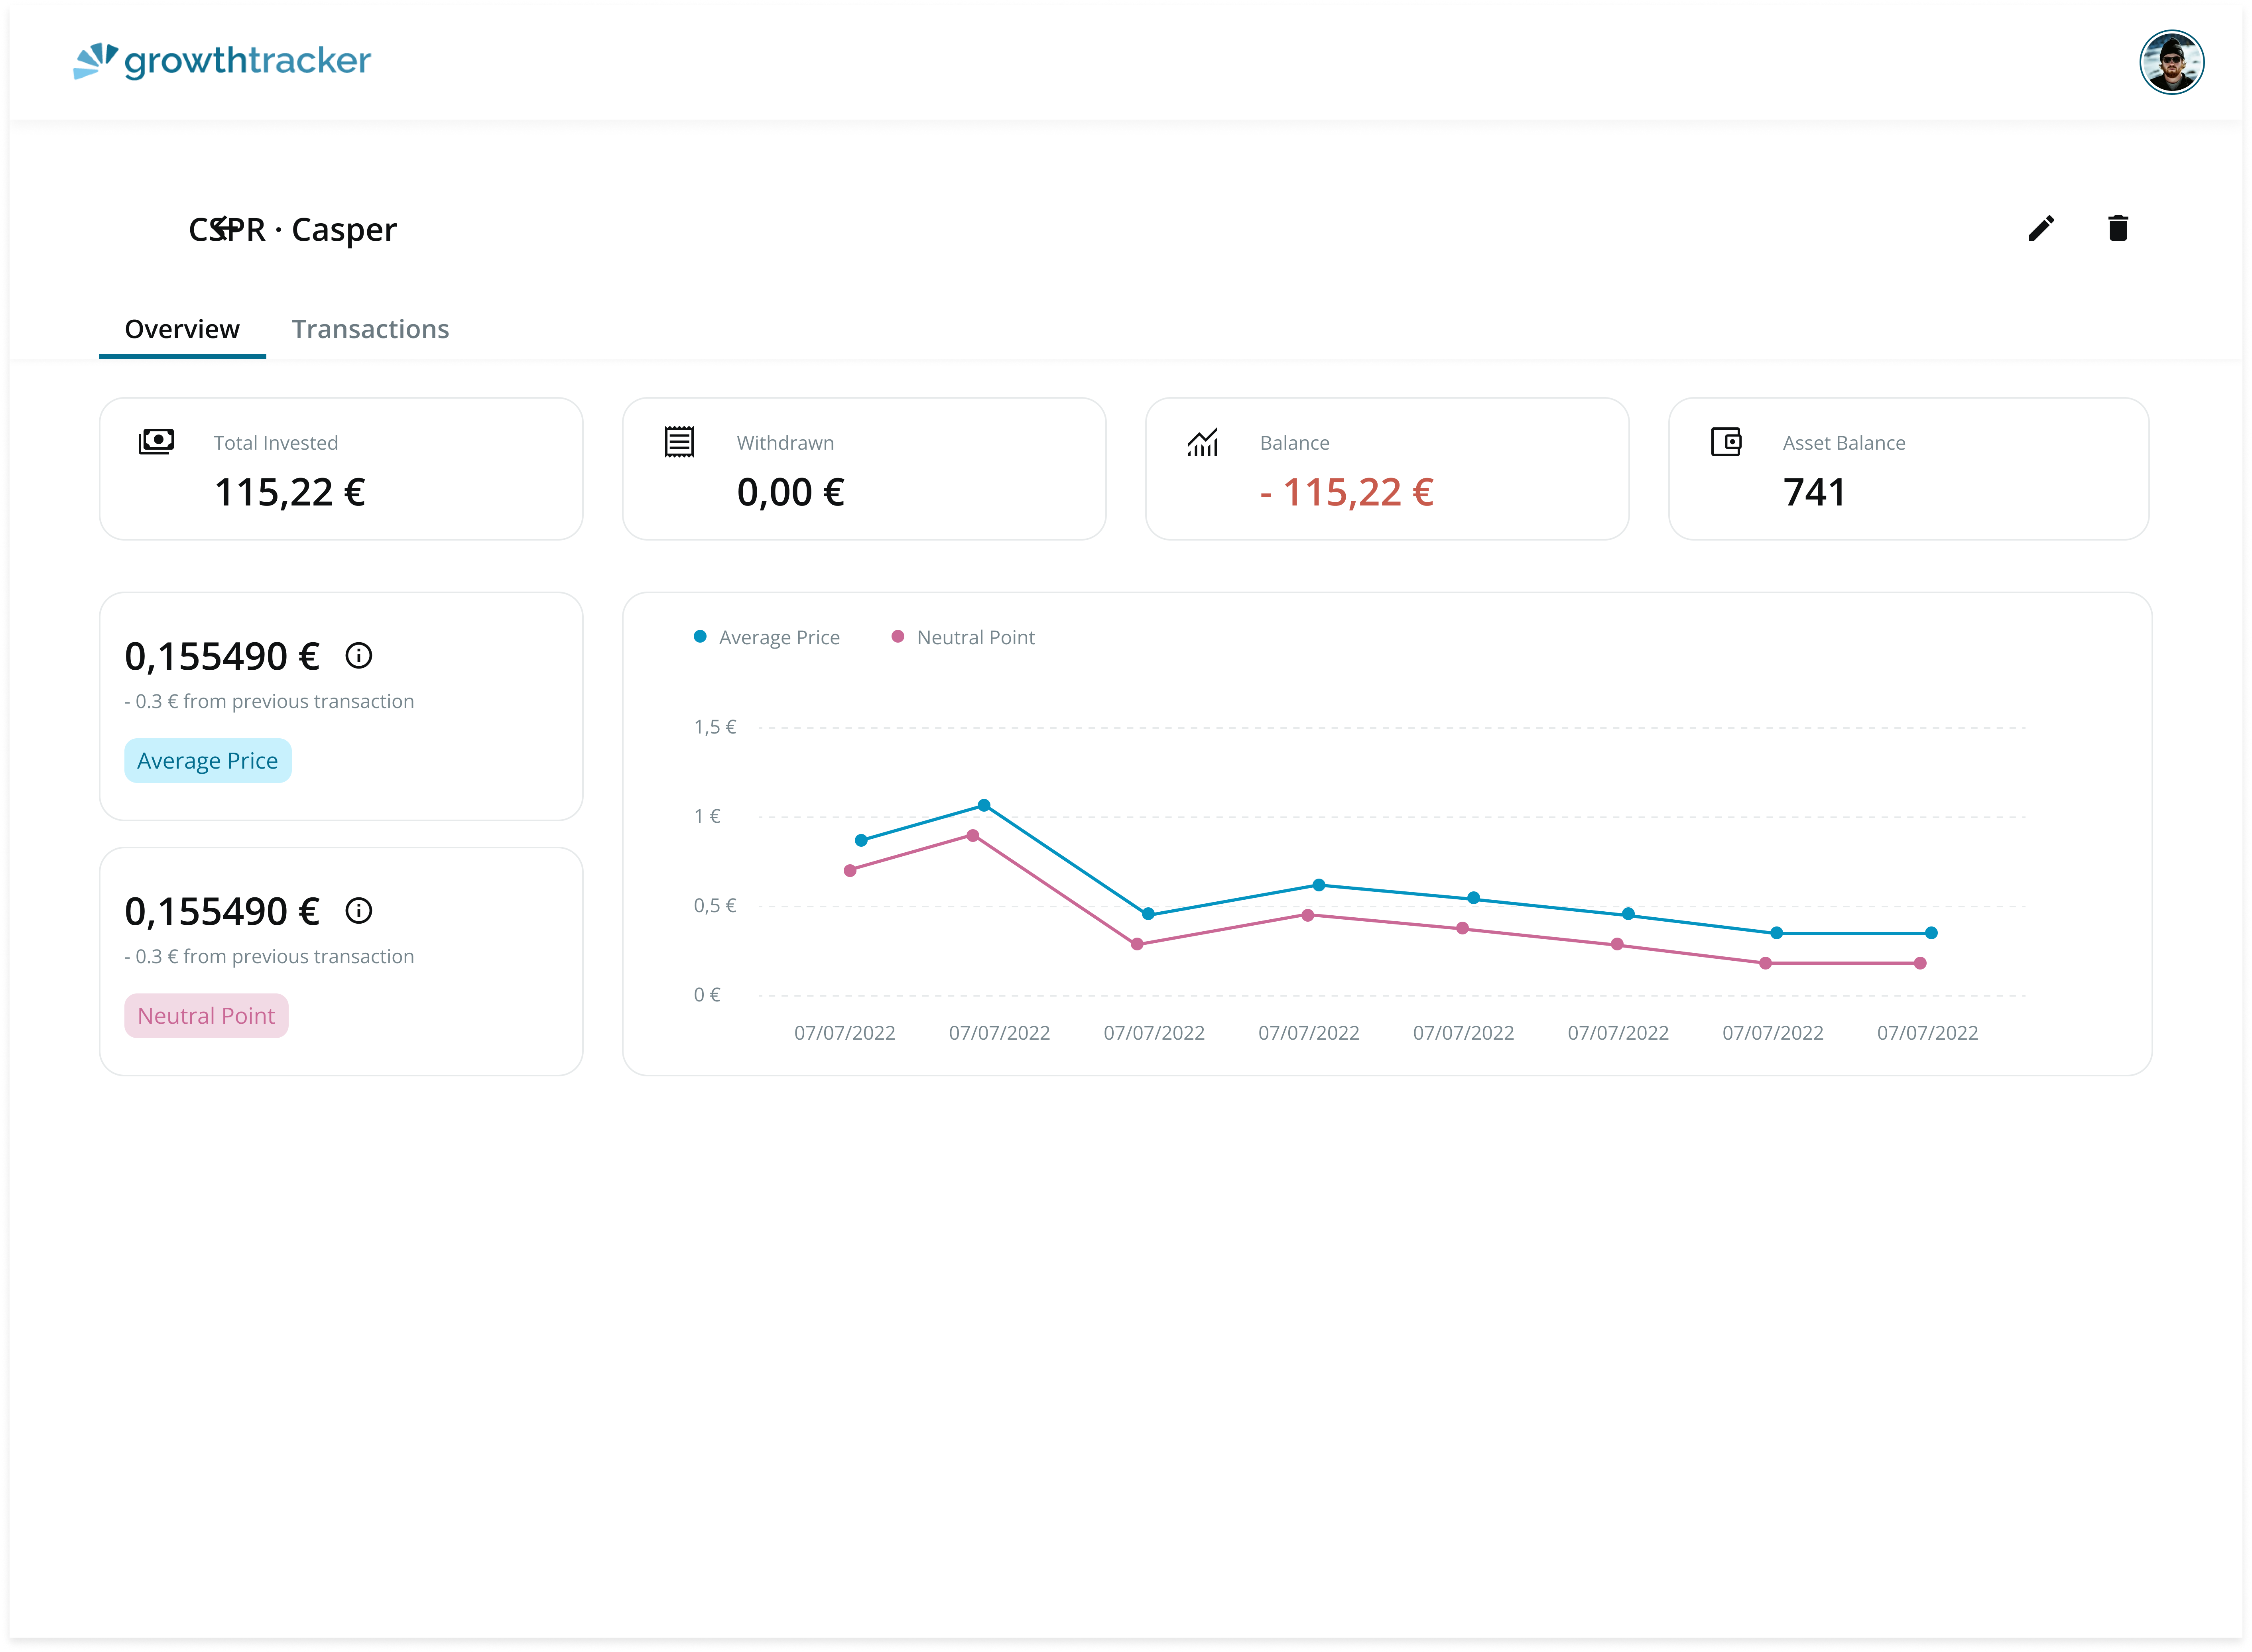 growthtracker
CSPR · Casper
Overview Transactions
Total Invested
115,22 €
Withdrawn
0,00 €
Balance
- 115,22 €
Asset Balance
741
0,155490 €
- 0.3 € from previous transaction
Average Price
0,155490 €
- 0.3 € from previous transaction
Neutral Point
Average Price Neutral Point
1,5 €
1 €
0,5 €
0 €
07/07/2022 07/07/2022 07/07/2022 07/07/2022 07/07/2022 07/07/2022 07/07/2022 07/07/2022